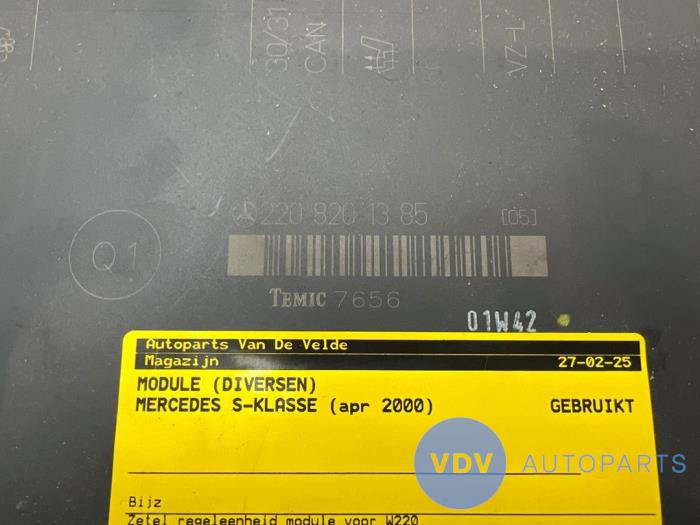 30/31
CAN
VZ-L
220 820 13 85 [05]
Q1
TEMIC 7656
01W42
Autoparts Van De Velde
Magazijn 27-02-25
MODULE (DIVERSEN)
MERCEDES S-KLASSE (apr 2000) GEBRUIKT
VDV AUTOPARTS
Bijz
Zetel regeleenheid module voor W220